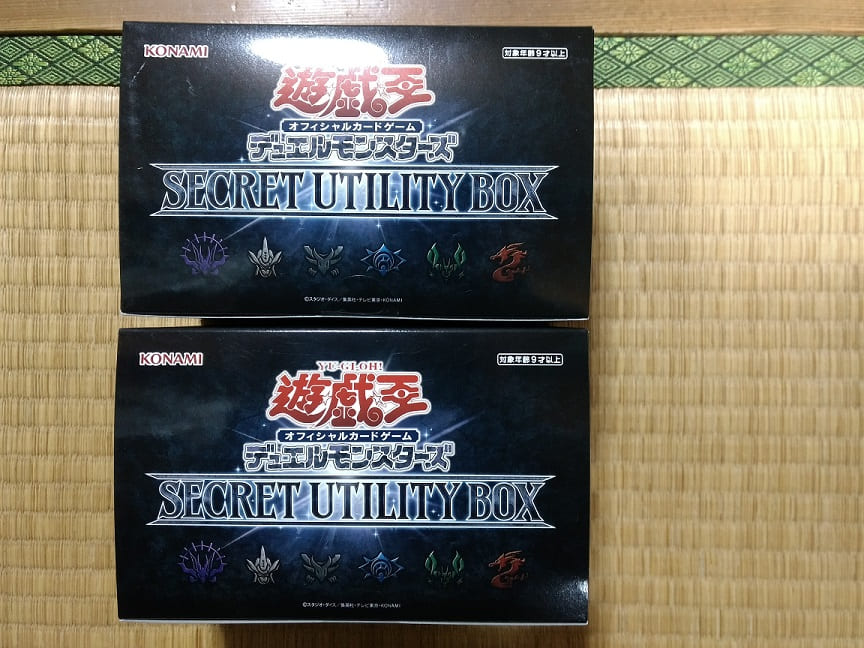 KONAMI
対象年齢9才以上
遊戯王
オフィシャルカードゲーム
デュエルモンスターズ
SECRET UTILITY BOX
©スタジオ・ダイス/集英社・テレビ東京・KONAMI
KONAMI
対象年齢9才以上
YU-GI-OH!
遊戯王
オフィシャルカードゲーム
デュエルモンスターズ
SECRET UTILITY BOX
©スタジオ・ダイス/集英社・テレビ東京・KONAMI